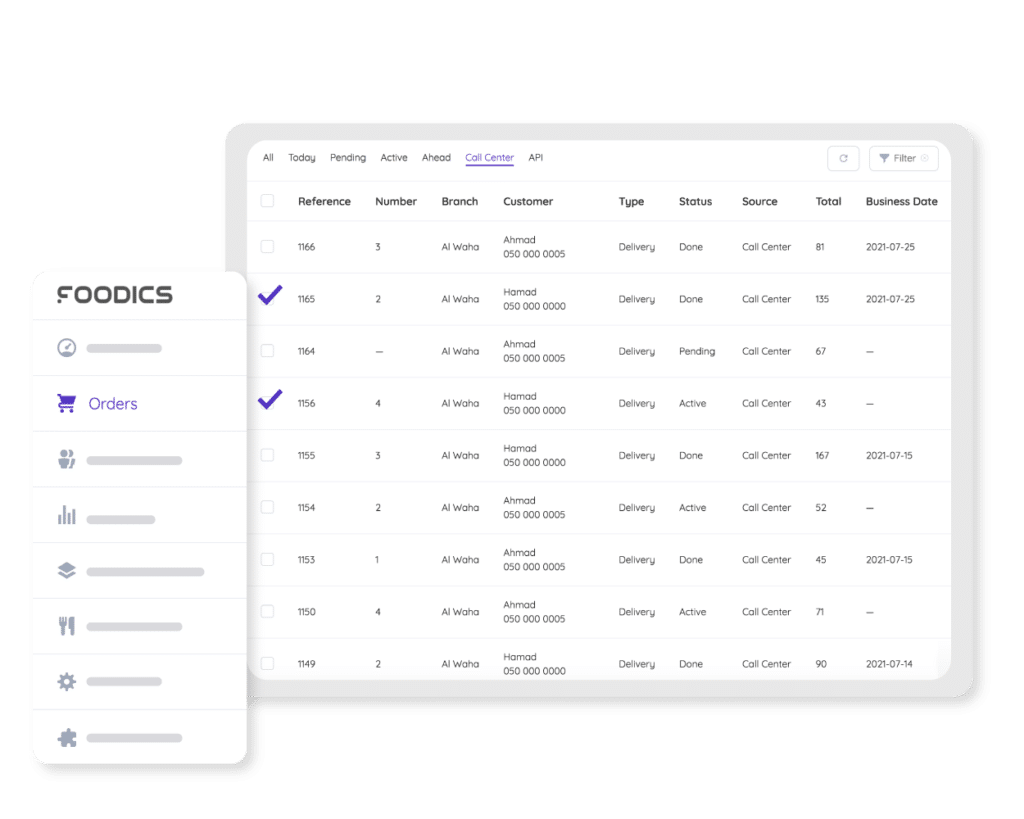 All Today Pending Active Ahead Call Center API Filter
Reference Number Branch Customer Type Status Source Total Business Date
1166 3 Al Waha Ahmad 050 000 0005 Delivery Done Call Center 81 2021-07-25
1165 2 Al Waha Hamad 050 000 0000 Delivery Done Call Center 135 2021-07-25
1164 — Al Waha Ahmad 050 000 0005 Delivery Pending Call Center 67 —
1156 4 Al Waha Hamad 050 000 0000 Delivery Active Call Center 43 —
1155 3 Al Waha Hamad 050 000 0000 Delivery Done Call Center 167 2021-07-15
1154 2 Al Waha Ahmad 050 000 0005 Delivery Active Call Center 52 —
1153 1 Al Waha Ahmad 050 000 0005 Delivery Done Call Center 45 2021-07-15
1150 4 Al Waha Ahmad 050 000 0005 Delivery Active Call Center 71 —
1149 2 Al Waha Hamad 050 000 0000 Delivery Done Call Center 90 2021-07-14
FOODICS
Orders